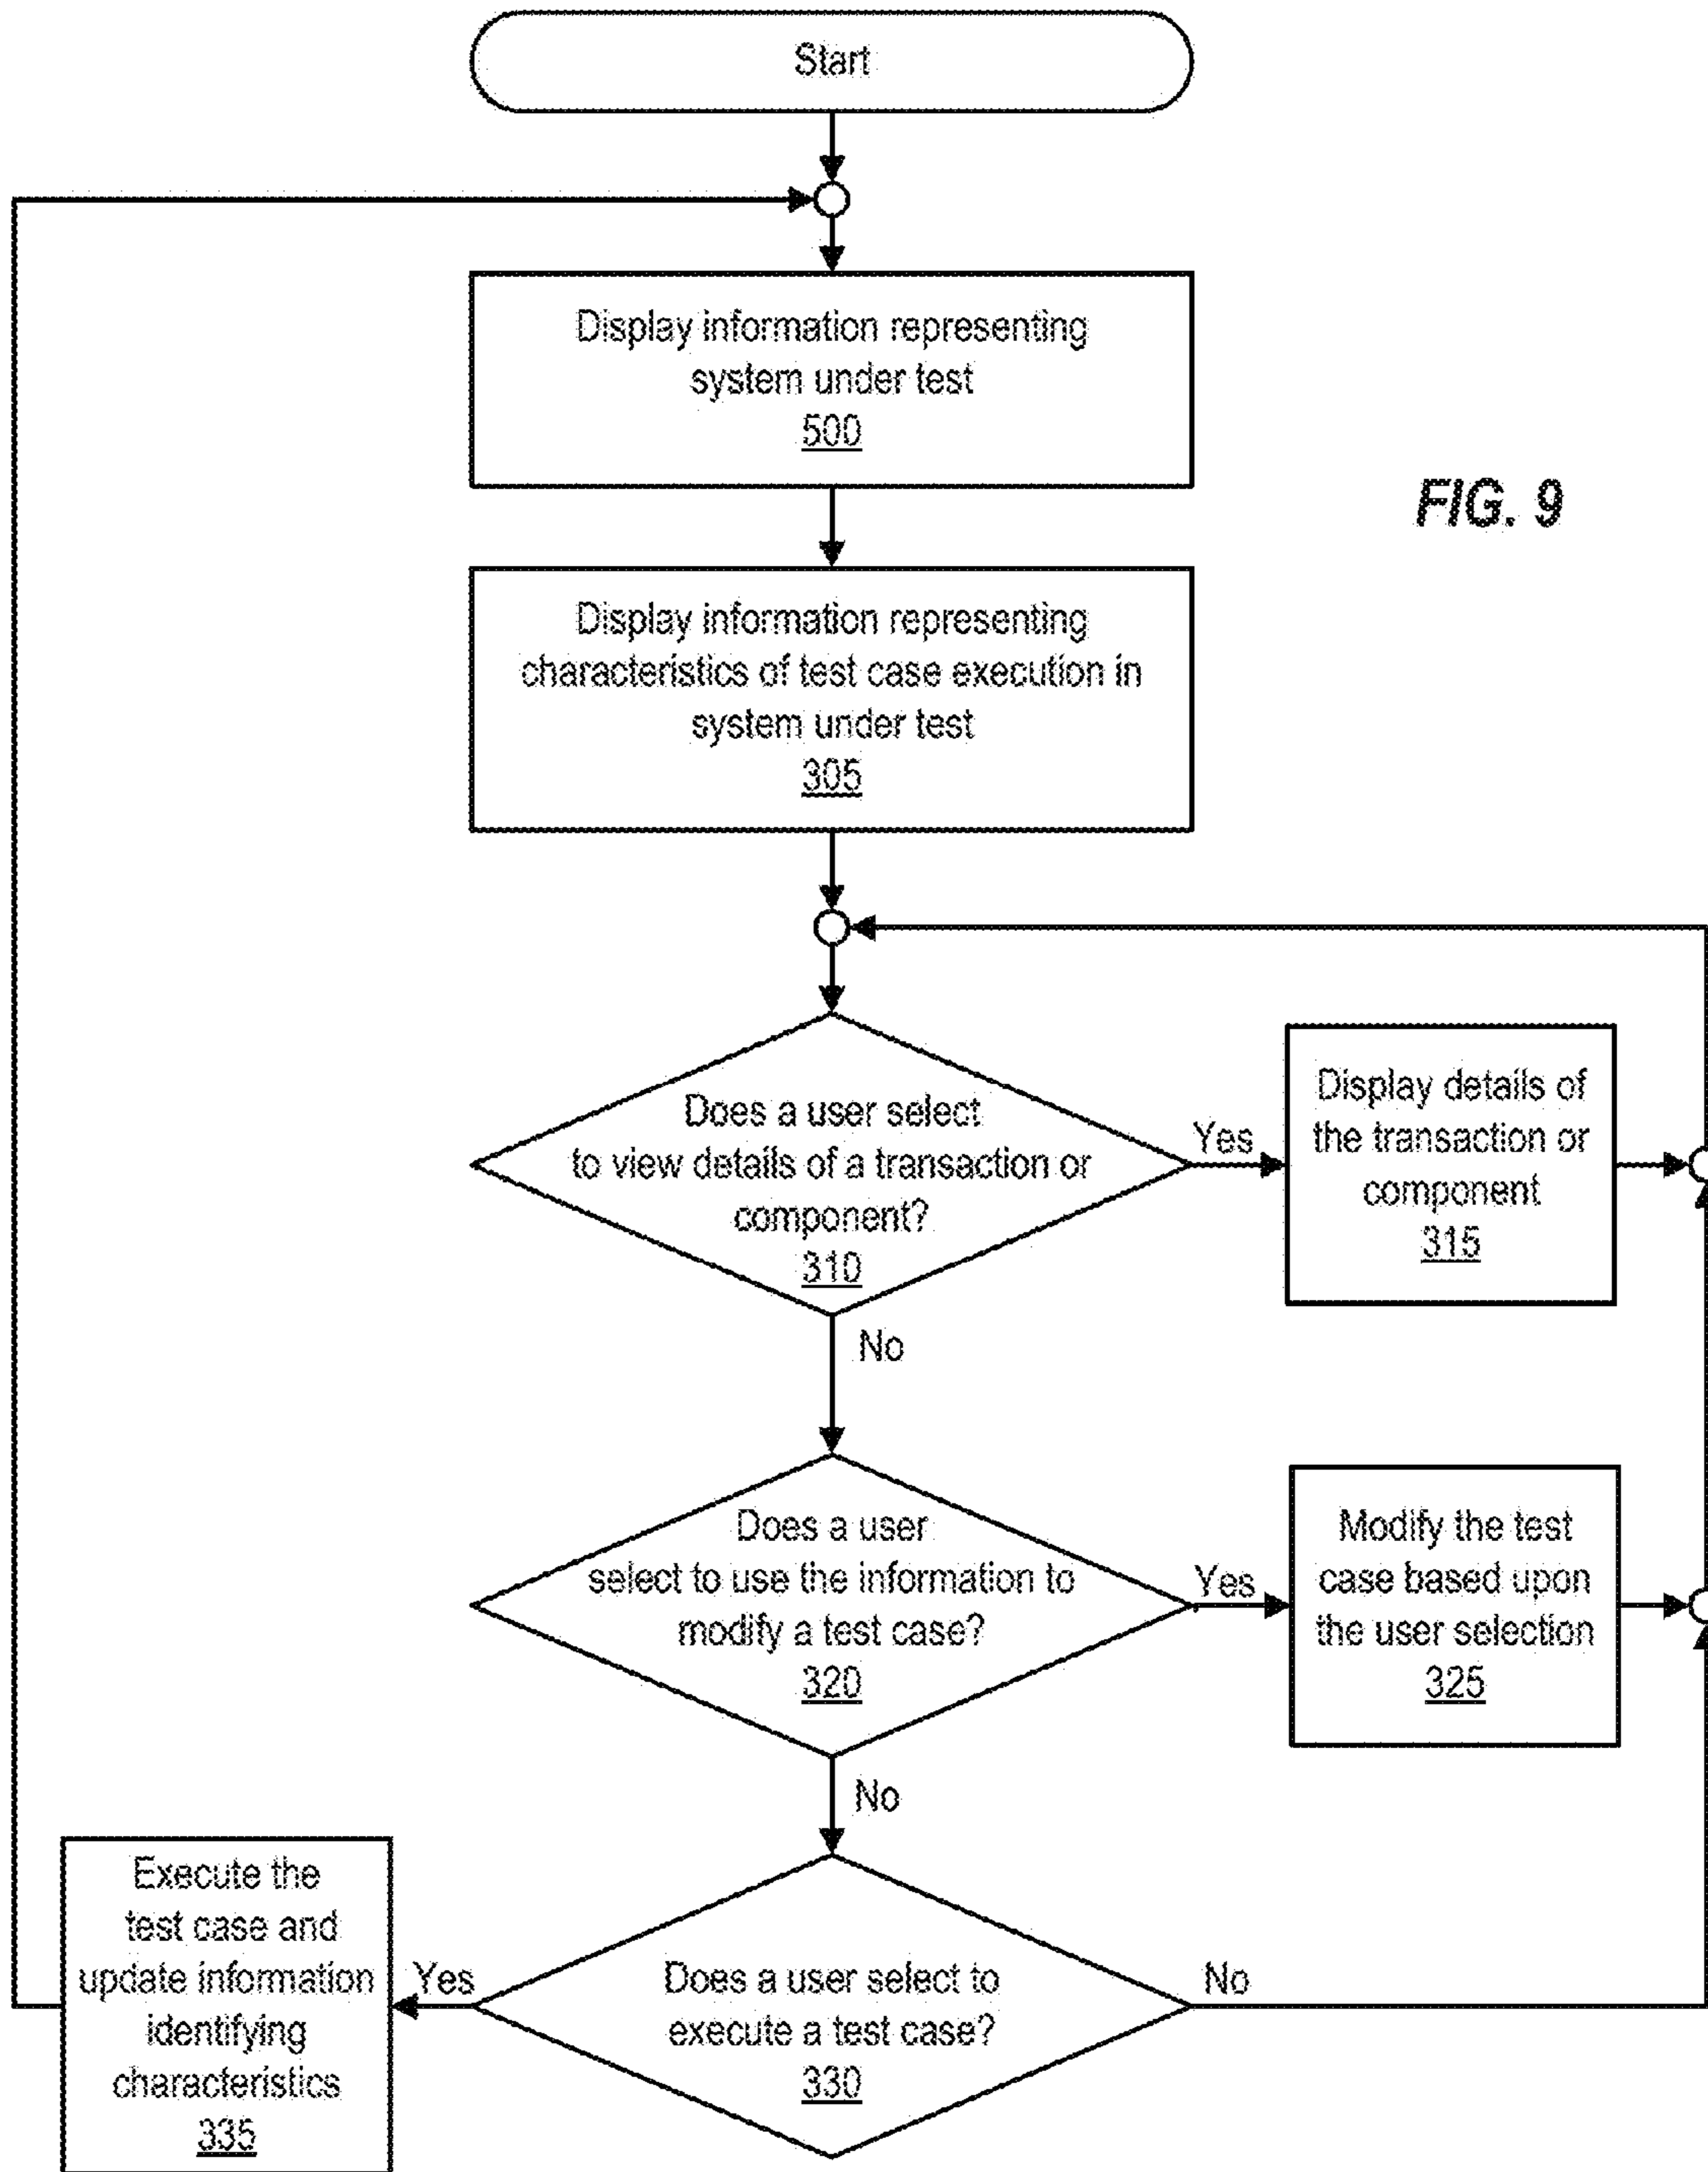 Start
Display information representing
system under test
500
FIG. 9
Display information representing
characteristics of test case execution in
system under test
305
Does a user select
to view details of a transaction or
component?
310
Yes
Display details of
the transaction or
component
315
No
Does a user
select to use the information to
modify a test case?
320
Yes
Modify the test
case based upon
the user selection
325
No
Execute the
test case and
update information
identifying
characteristics
335
Yes
Does a user select to
execute a test case?
330
No